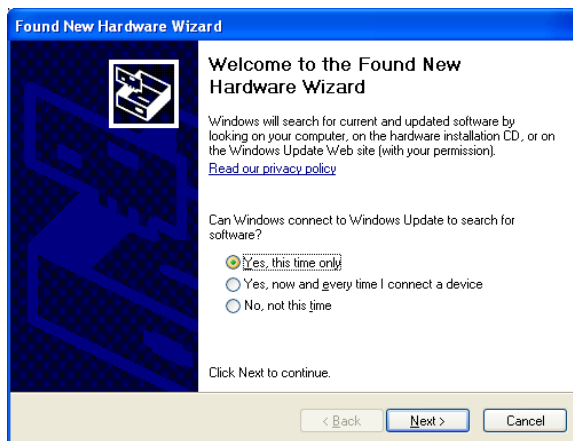 Found New Hardware Wizard
Welcome to the Found New
Hardware Wizard
Windows will search for current and updated software by
looking on your computer, on the hardware installation CD, or on
the Windows Update Web site (with your permission).
Read our privacy policy
Can Windows connect to Windows Update to search for
software?
Yes, this time only
Yes, now and every time I connect a device
No, not this time
Click Next to continue.
< Back
Next >
Cancel